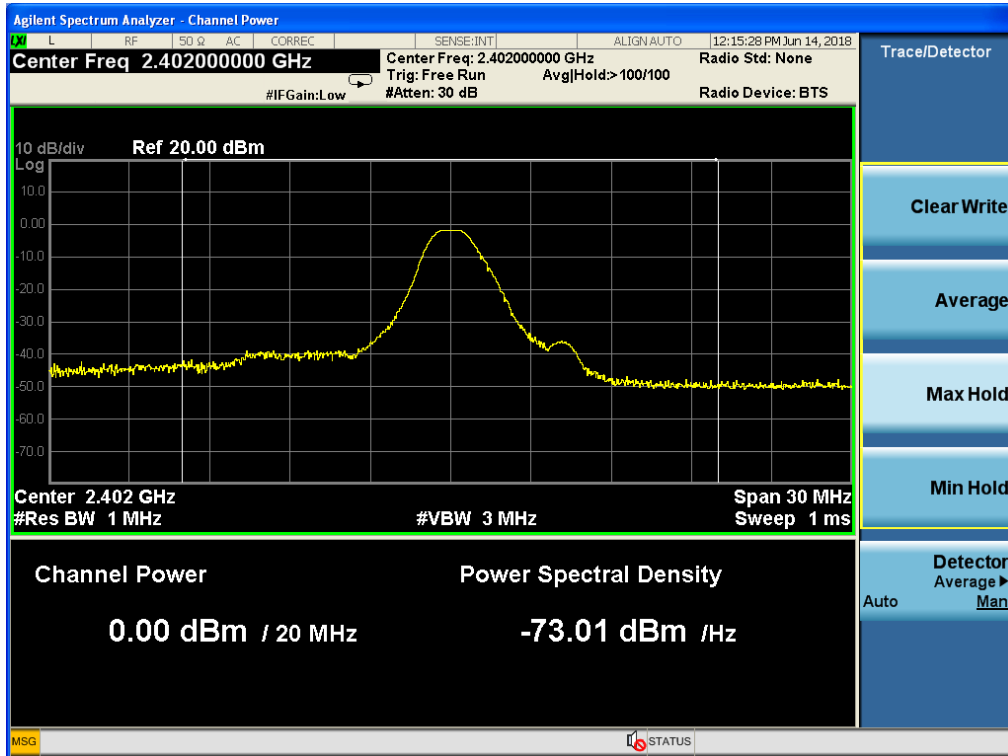 Agilent Spectrum Analyzer - Channel Power
LXI L RF 50 Ω AC CORREC SENSE:INT ALIGN AUTO 12:15:28 PM Jun 14, 2018
Center Freq 2.402000000 GHz
#IFGain:Low
Center Freq: 2.402000000 GHz
Trig: Free Run Avg|Hold:> 100/100
#Atten: 30 dB
Radio Std: None
Radio Device: BTS
10 dB/div Ref 20.00 dBm
Log
10.0
0.00
-10.0
-20.0
-30.0
-40.0
-50.0
-60.0
-70.0
Center 2.402 GHz Span 30 MHz
#Res BW 1 MHz #VBW 3 MHz Sweep 1 ms
Channel Power Power Spectral Density
0.00 dBm / 20 MHz -73.01 dBm /Hz
Trace/Detector
Clear Write
Average
Max Hold
Min Hold
Detector
Average
Auto Man
MSG STATUS